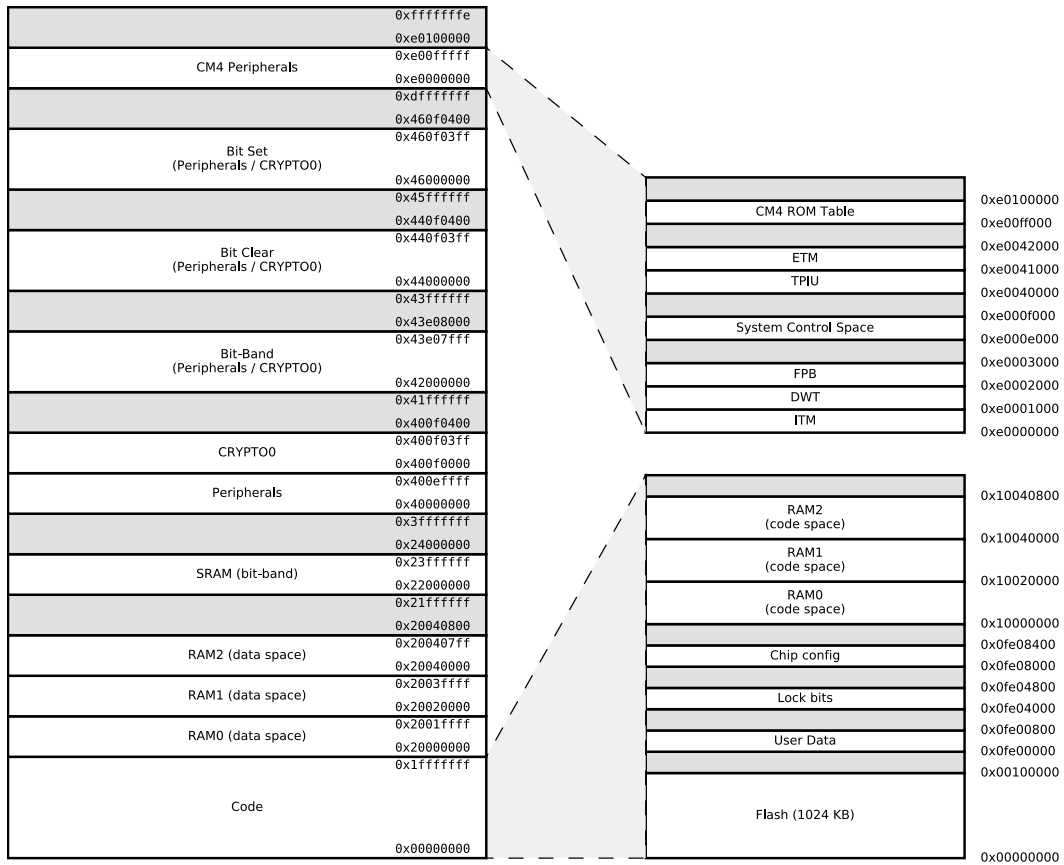 0xfffffffe
0xe0100000
0xe00fffff
CM4 Peripherals
0xe0000000
0xdfffffff
0x460f0400
0x460f03ff
Bit Set
(Peripherals / CRYPTO0)
0x46000000
0x45ffffff
0x440f0400
0x440f03ff
Bit Clear
(Peripherals / CRYPTO0)
0x44000000
0x43ffffff
0x43e08000
0x43e07fff
Bit-Band
(Peripherals / CRYPTO0)
0x42000000
0x41ffffff
0x400f0400
0x400f03ff
CRYPTO0
0x400f0000
0x400effff
Peripherals
0x40000000
0x3fffffff
0x24000000
0x23ffffff
SRAM (bit-band)
0x22000000
0x21ffffff
0x20040800
0x200407ff
RAM2 (data space)
0x20040000
0x2003ffff
RAM1 (data space)
0x20020000
0x2001ffff
RAM0 (data space)
0x20000000
0x1fffffff
Code
0x00000000
0xe0100000
CM4 ROM Table
0xe00ff000
0xe0042000
ETM
0xe0041000
TPIU
0xe0040000
0xe000f000
System Control Space
0xe000e000
0xe0003000
FPB
0xe0002000
DWT
0xe0001000
ITM
0xe0000000
0x10040800
RAM2
(code space)
0x10040000
RAM1
(code space)
0x10020000
RAM0
(code space)
0x10000000
0x0fe08400
Chip config
0x0fe08000
0x0fe04800
Lock bits
0x0fe04000
0x0fe00800
User Data
0x0fe00000
0x00100000
Flash (1024 KB)
0x00000000